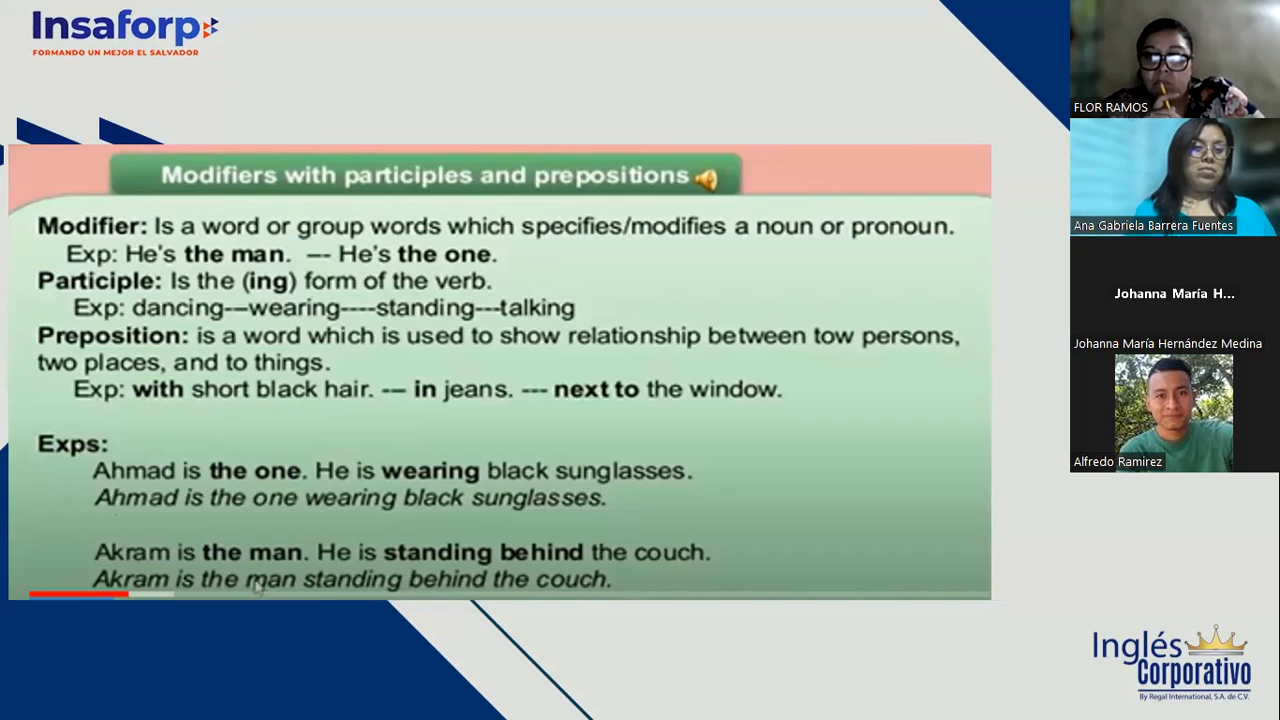 Insaforp
FORMANDO UN MEJOR EL SALVADOR
Modifiers with participles and prepositions
Modifier: Is a word or group words which specifies/modifies a noun or pronoun.
Exp: He's the man. --- He's the one.
Participle: Is the (ing) form of the verb.
Exp: dancing---wearing----standing---talking
Preposition: is a word which is used to show relationship between tow persons,
two places, and to things.
Exp: with short black hair. --- in jeans. --- next to the window.
Exps:
Ahmad is the one. He is wearing black sunglasses.
Ahmad is the one wearing black sunglasses.
Akram is the man. He is standing behind the couch.
Akram is the man standing behind the couch.
FLOR RAMOS
Ana Gabriela Barrera Fuentes
Johanna María H...
Johanna María Hernández Medina
Alfredo Ramirez
Inglés
Corporativo
By Regal International, S.A. de C.V.